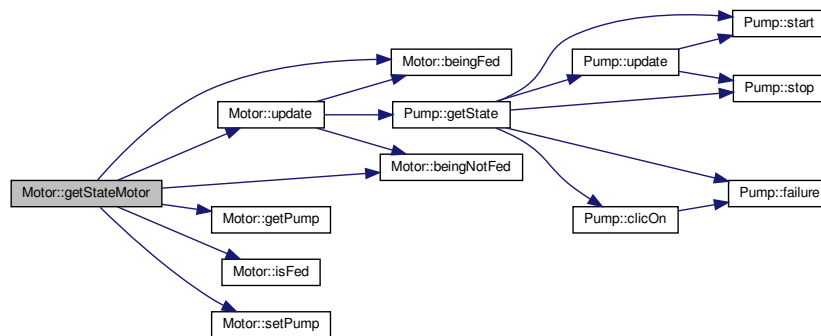 Motor::getStateMotor
Motor::beingFed
Motor::update
Motor::beingNotFed
Motor::getPump
Motor::isFed
Motor::setPump
Pump::getState
Pump::update
Pump::clicOn
Pump::start
Pump::stop
Pump::failure